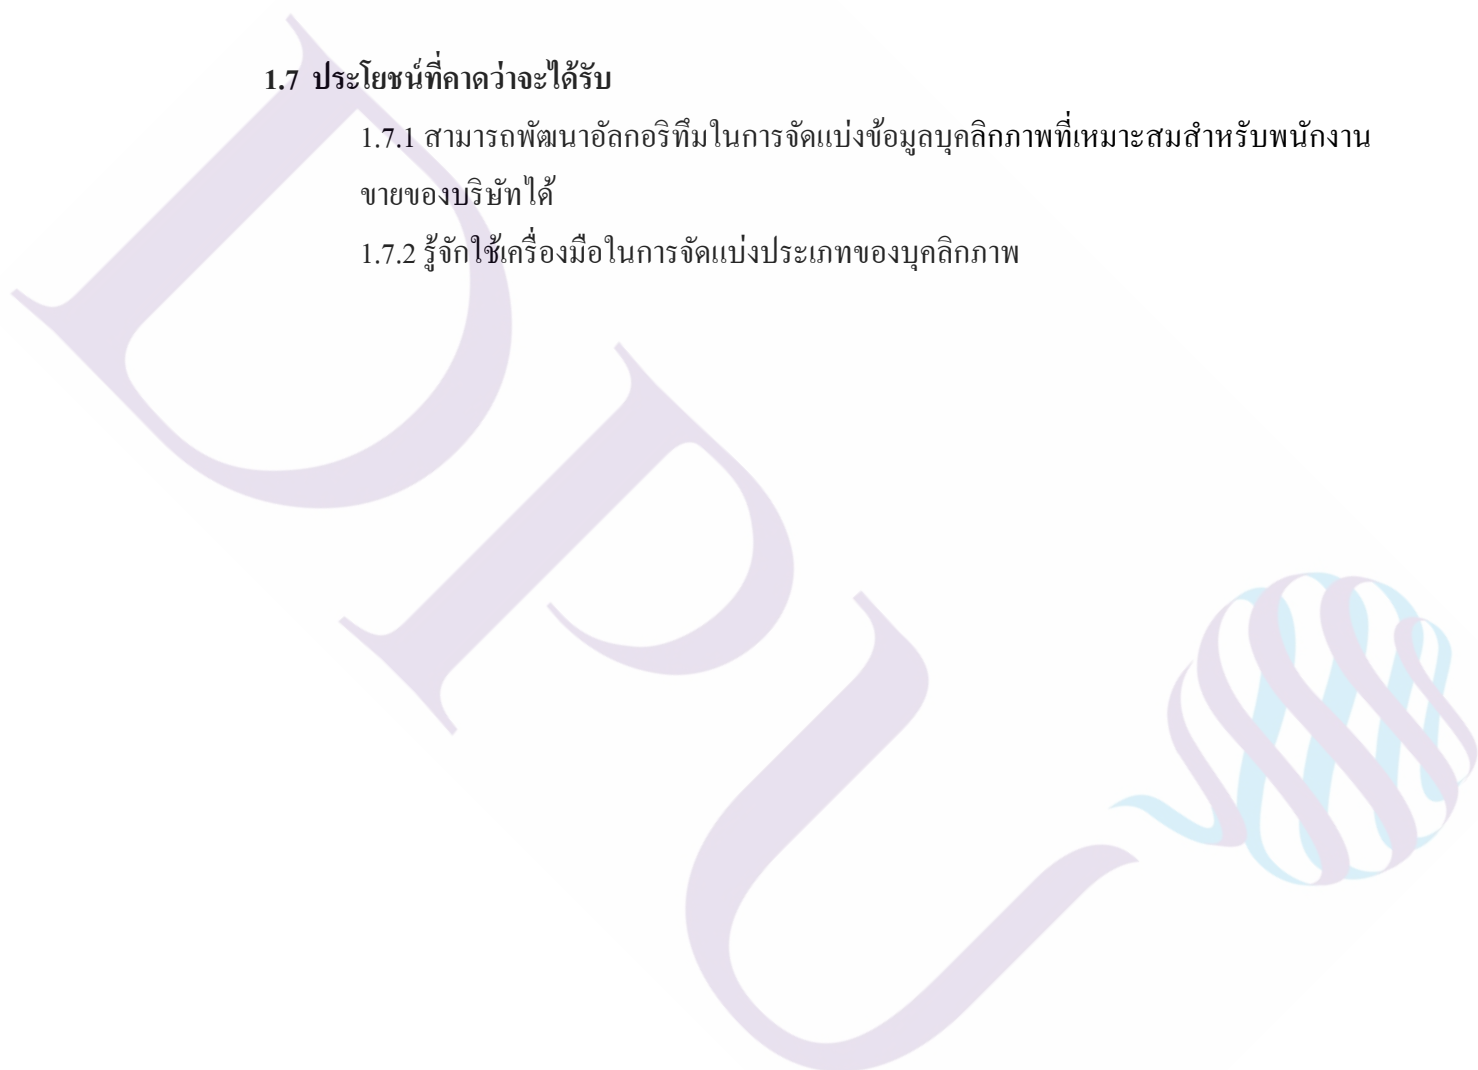 1.7 ประโยชน์ที่คาดว่าจะได้รับ
1.7.1 สามารถพัฒนาอัลกอริทึมในการจัดแบ่งข้อมูลบุคลิกภาพที่เหมาะสมสำหรับพนักงาน
ขายของบริษัทได้
1.7.2 รู้จักใช้เครื่องมือในการจัดแบ่งประเภทของบุคลิกภาพ
DPU